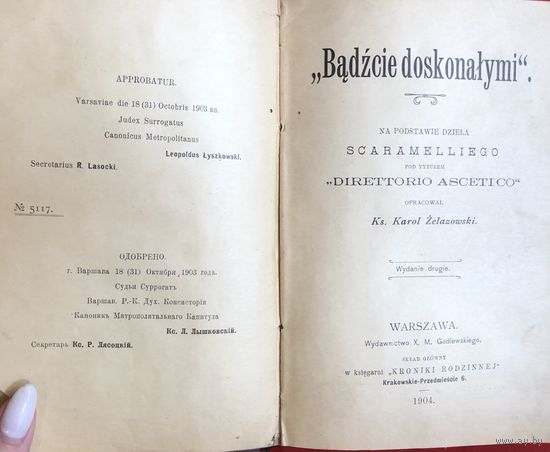 APPROBATUR.
Varsaviae die 18 (31) Octobris 1903 an.
Judex Surrogatus
Canonicus Metropolitanus
Leopoldus Łyszkowski.
Secretarius R. Lasocki.
№ 5117.
ОДОБРЕНО.
г. Варшава 18 (31) Октября 1903 года.
Судья Суррогатъ
Варшав. Р.-К. Дух. Консисторіи
Каноникъ Митрополитальнаго Капитула
Кс. Л. Лышковскій.
Секретарь Кс. Р. Лясоцкій.
„Bądźcie doskonałymi“.
NA PODSTAWIE DZIEŁA
SCARAMELLIEGO
POD TYTUŁEM
„DIRETTORIO ASCETICO“
OPRACOWAŁ
Ks. Karol Żelazowski.
Wydanie drugie.
WARSZAWA.
Wydawnictwo X. M. Godlewskiego.
SKŁAD GŁÓWNY
w księgarni „KRONIKI RODZINNEJ“
Krakowskie-Przedmieście 6.
1904.
www.ay.by